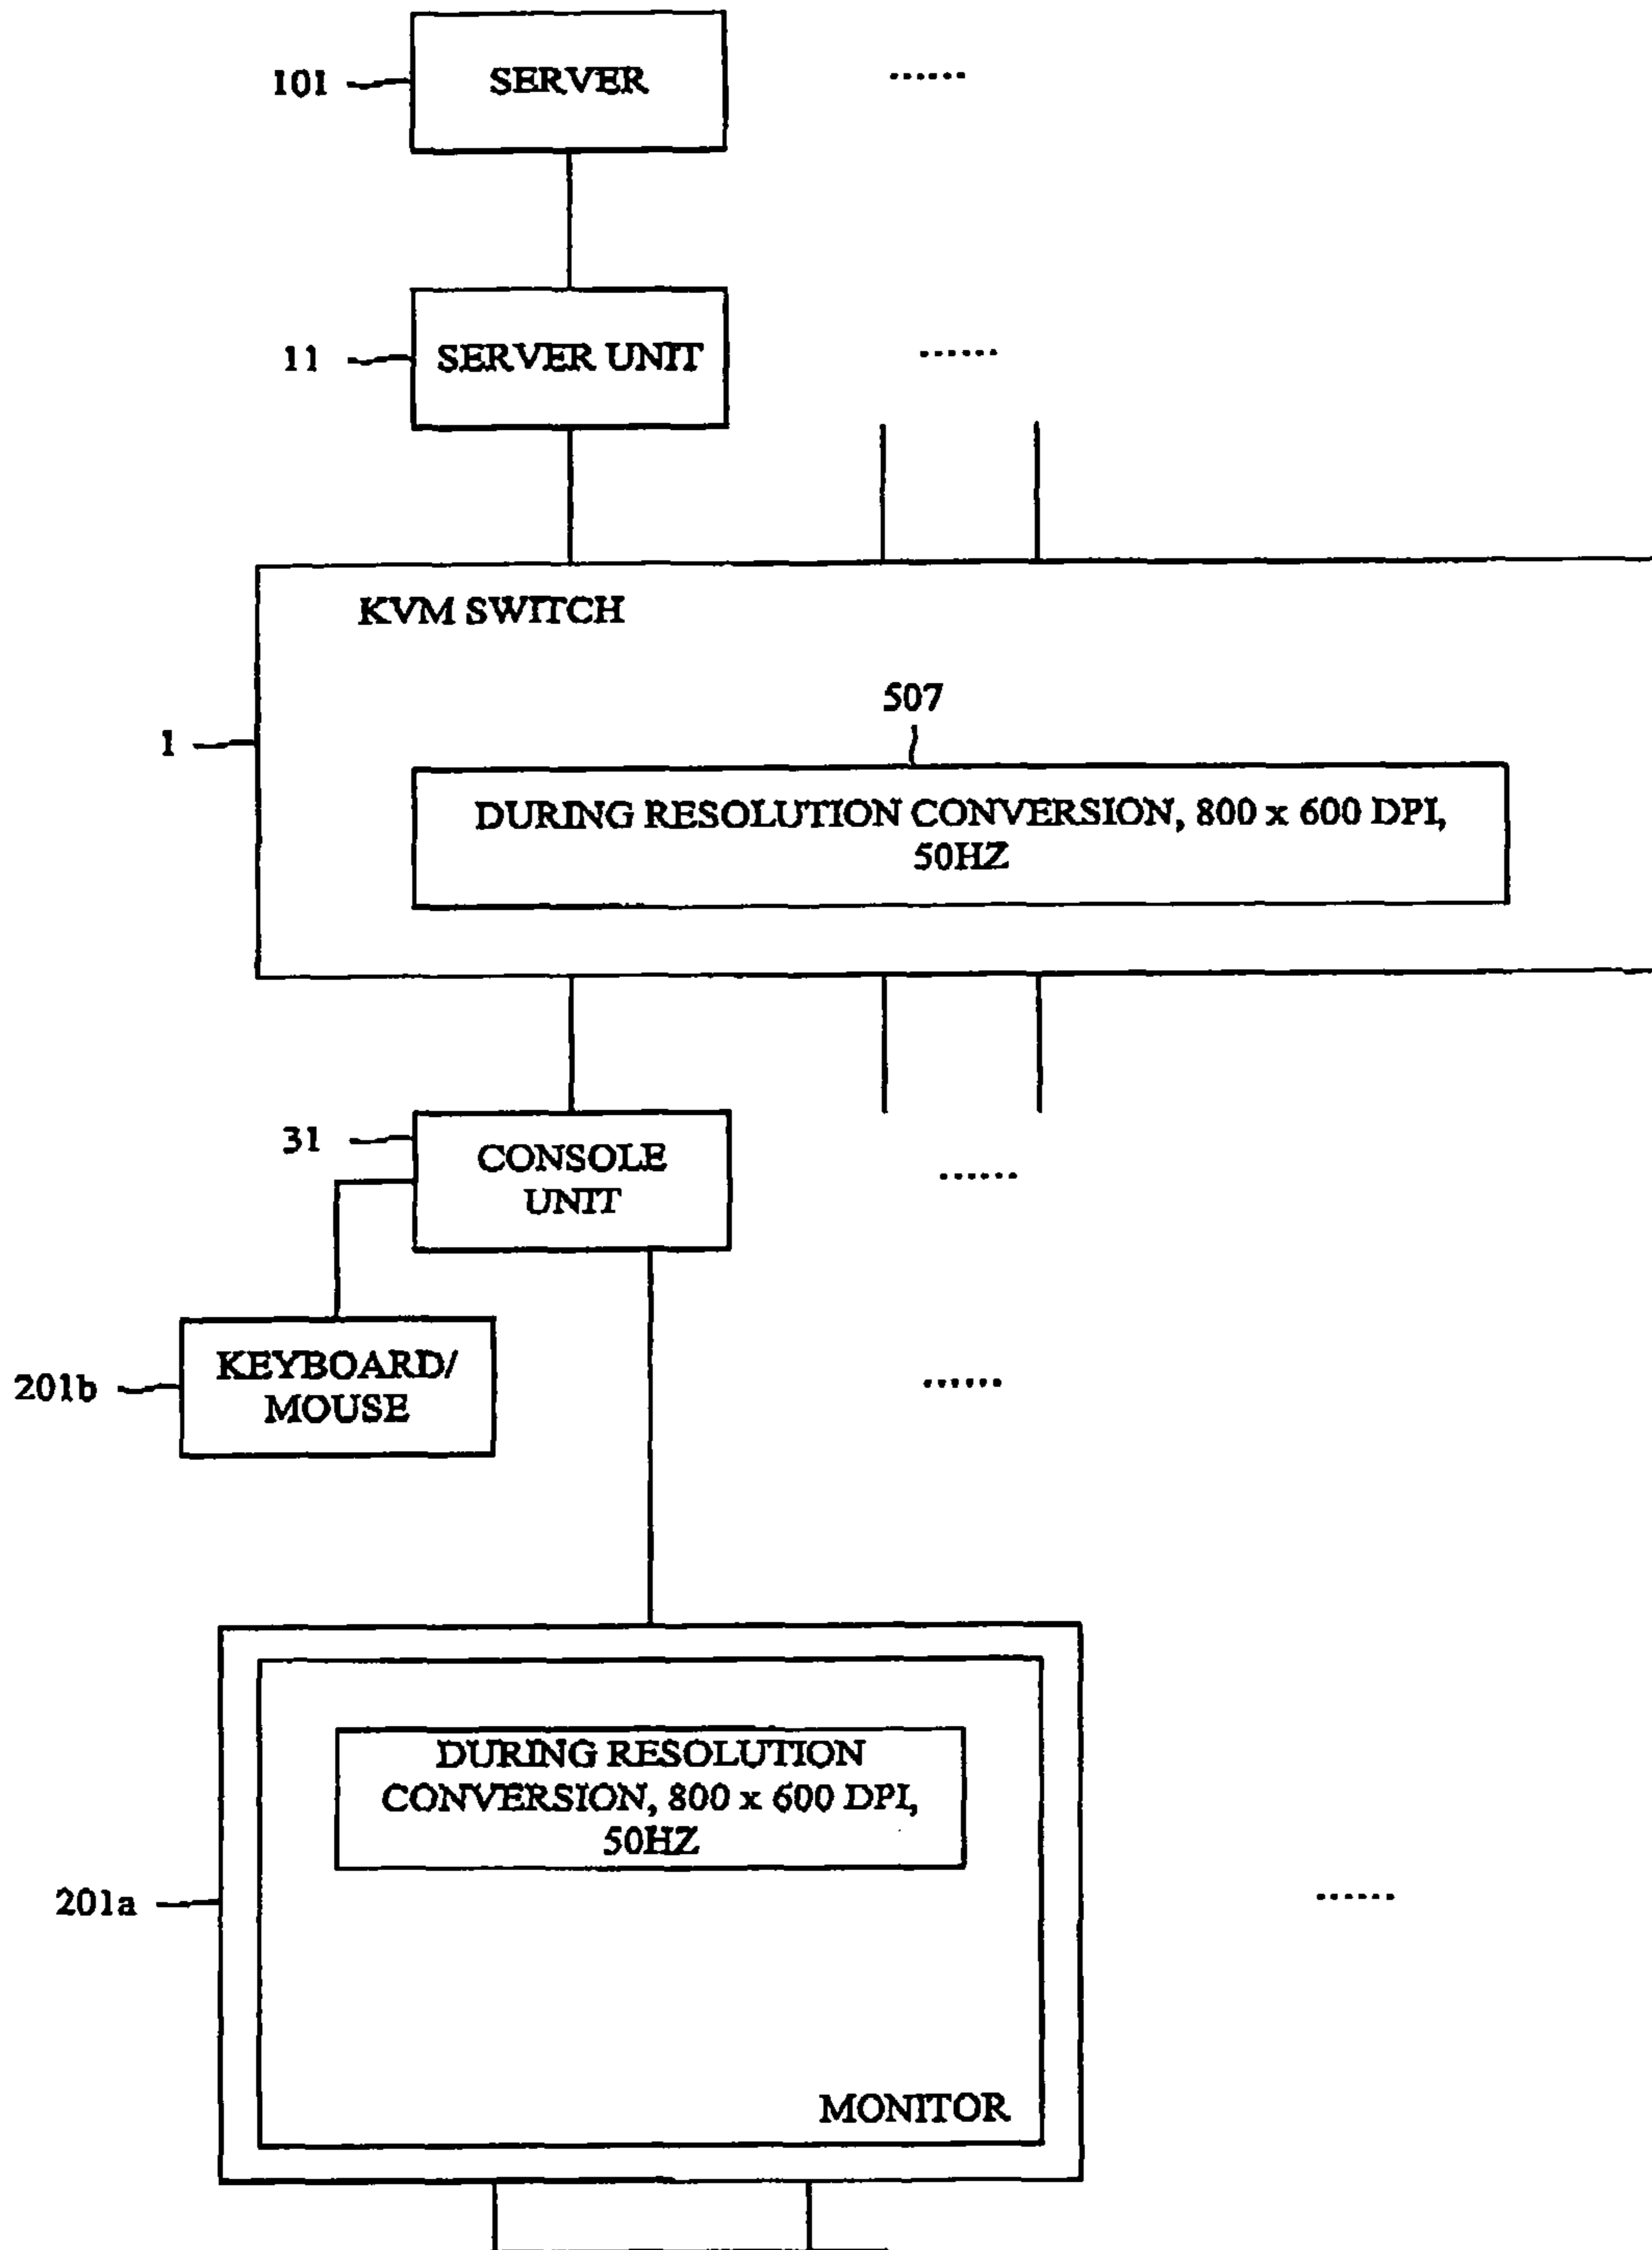 101
SERVER
......
11
SERVER UNIT
......
KVM SWITCH
507
1
DURING RESOLUTION CONVERSION, 800 x 600 DPI,
50HZ
31
CONSOLE
UNIT
......
201b
KEYBOARD/
MOUSE
......
DURING RESOLUTION
CONVERSION, 800 x 600 DPI,
50HZ
201a
......
MONITOR